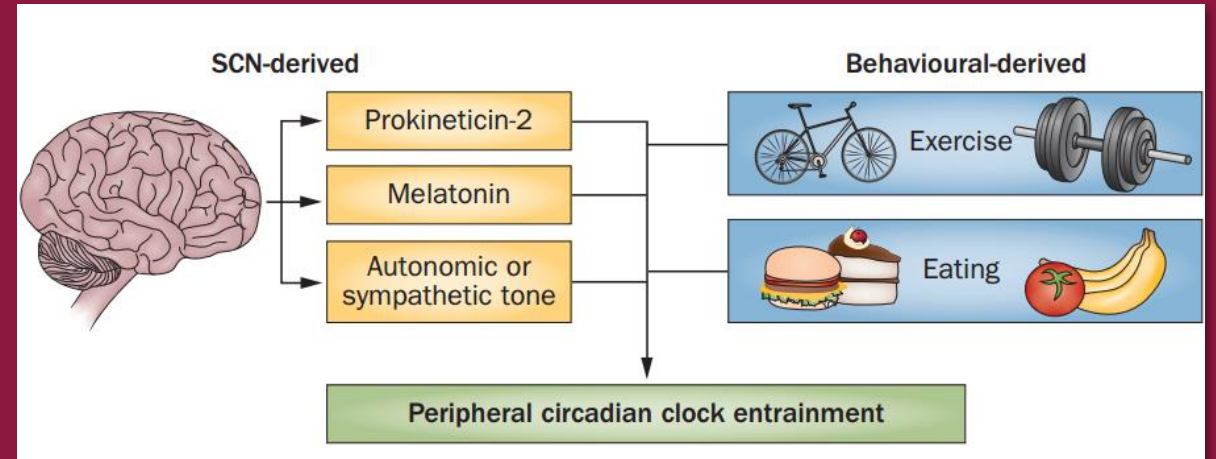 SCN-derived
Behavioural-derived
Prokineticin-2
Melatonin
Autonomic or
sympathetic tone
Exercise
Eating
Peripheral circadian clock entrainment